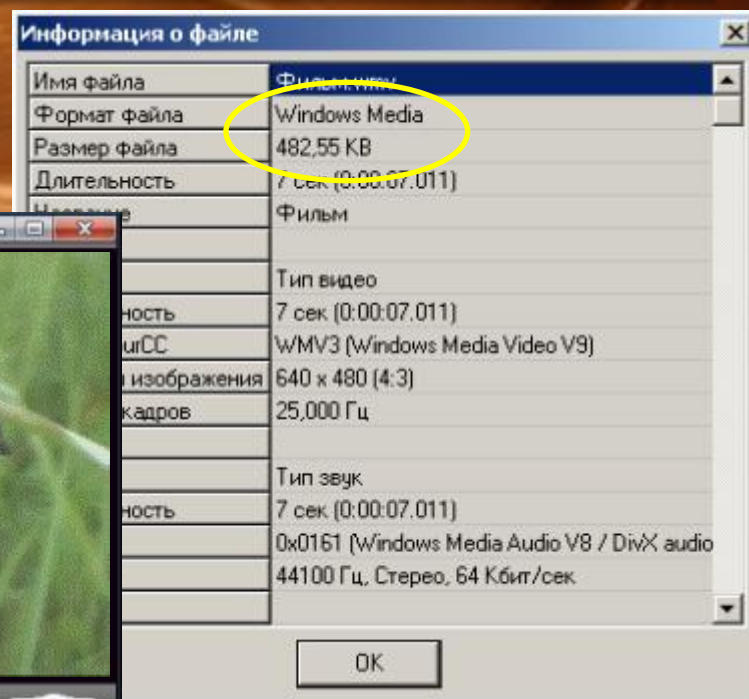 Информация о файле
Имя файла Фильм.wmv
Формат файла Windows Media
Размер файла 482,55 KB
Длительность 7 сек (0:00:07.011)
Название Фильм
Тип видео
ность 7 сек (0:00:07.011)
urCC WMV3 (Windows Media Video V9)
изображения 640 x 480 (4:3)
кадров 25,000 Гц
Тип звук
ность 7 сек (0:00:07.011)
0x0161 (Windows Media Audio V8 / DivX audio
44100 Гц, Стерео, 64 Кбит/сек
OK